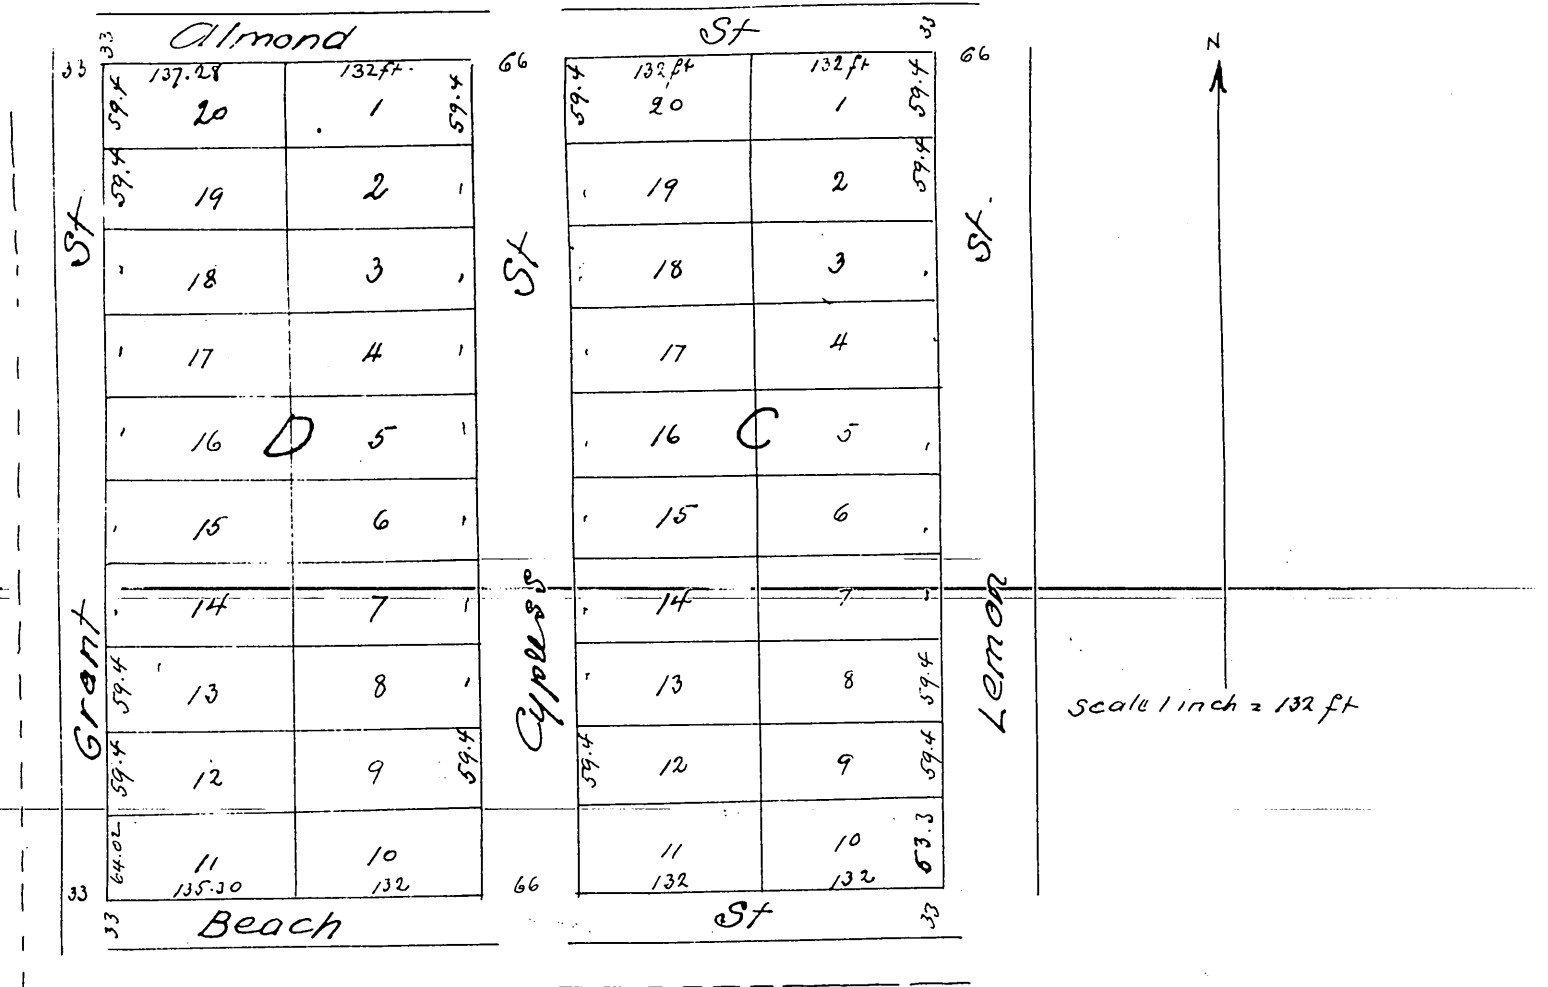 Almond St
33 33
33 137.28 132 ft. 66 132 ft 132 ft 66
59.4 20 1 59.4 59.4 20 1 59.4
59.4 19 2 19 2 59.4
St St St.
18 3 18 3
17 4 17 4
16 D 5 16 C 5
15 6 15 6
14 7 14 7
Grant Cypress Lemon
59.4 13 8 13 8 59.4
scale 1 inch = 132 ft
59.4 12 9 59.4 59.4 12 9 59.4
64.02 11 10 11 10 63.3
33 135.30 132 66 132 132
33 33
Beach St
N